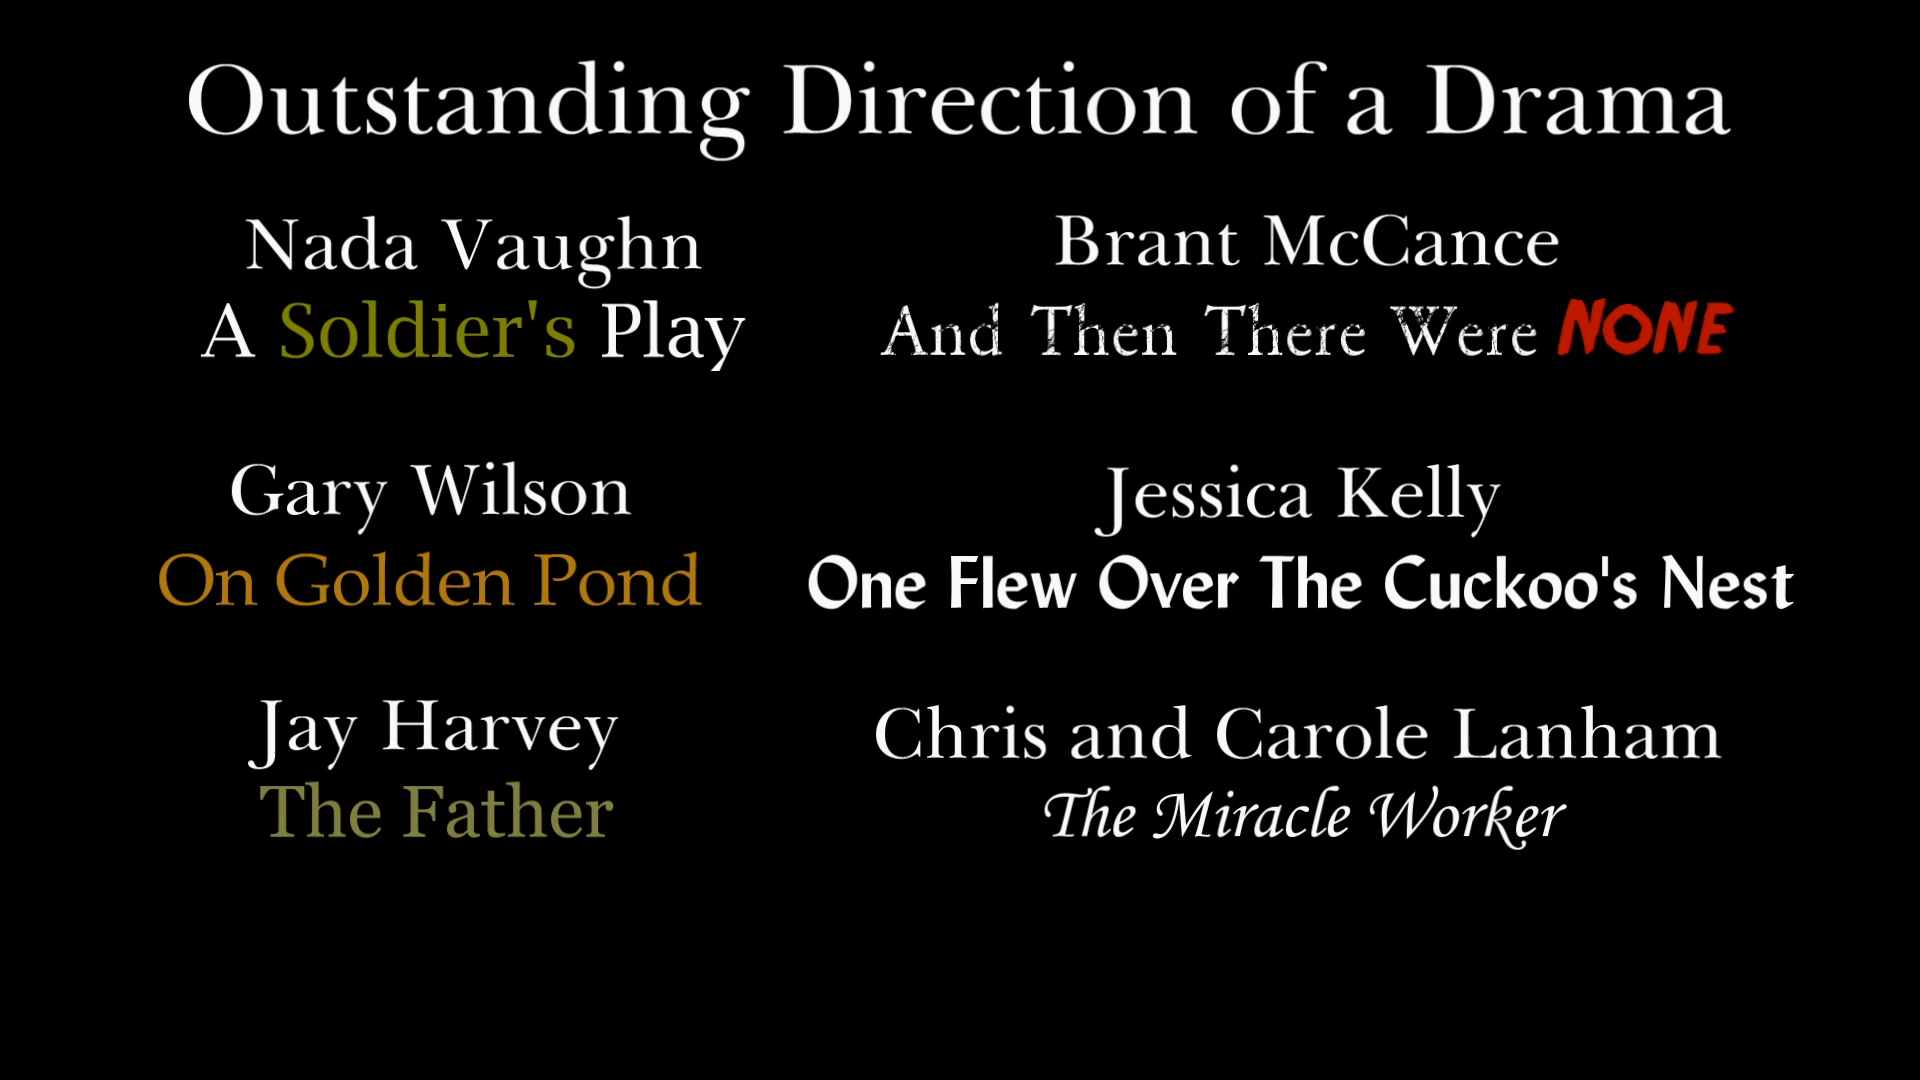 Outstanding Direction of a Drama
Nada Vaughn
A Soldier's Play
Brant McCance
And Then There Were NONE
Gary Wilson
On Golden Pond
Jessica Kelly
One Flew Over The Cuckoo's Nest
Jay Harvey
The Father
Chris and Carole Lanham
The Miracle Worker